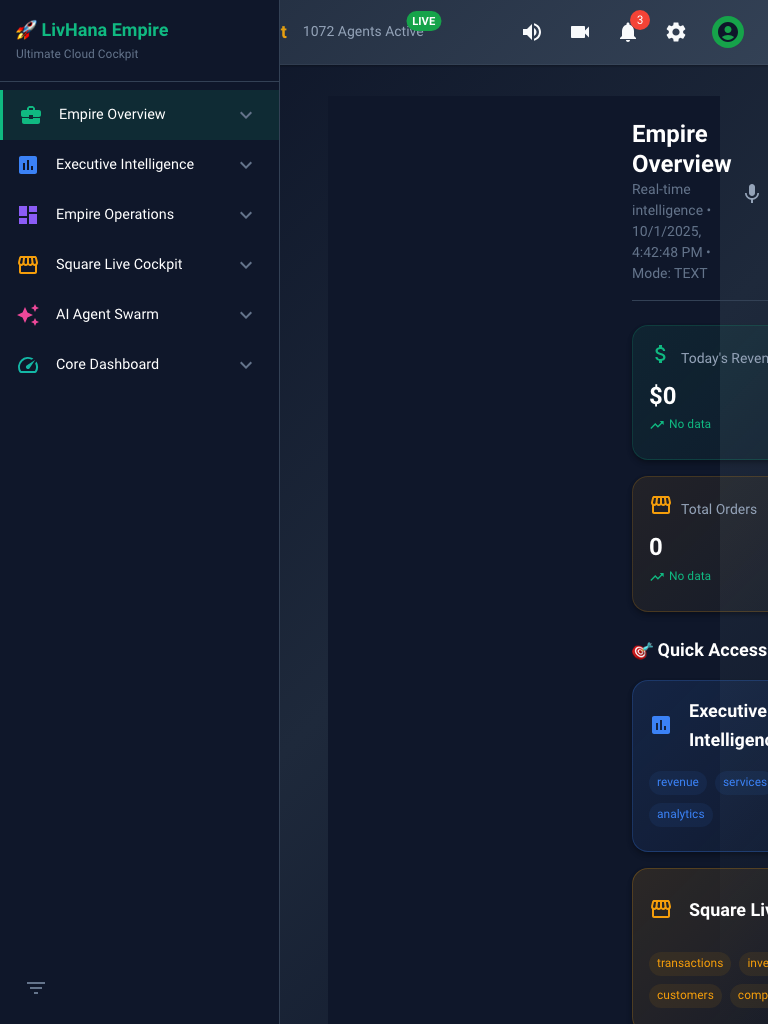 🚀 LivHana Empire
Ultimate Cloud Cockpit
Empire Overview
Executive Intelligence
Empire Operations
Square Live Cockpit
AI Agent Swarm
Core Dashboard
t 1072 Agents Active
LIVE
3
Empire
Overview
Real-time
intelligence •
10/1/2025,
4:42:48 PM •
Mode: TEXT
Today's Reven
$0
No data
Total Orders
0
No data
🎯 Quick Access
Executive
Intelligenc
revenue services
analytics
Square Liv
transactions inve
customers comp